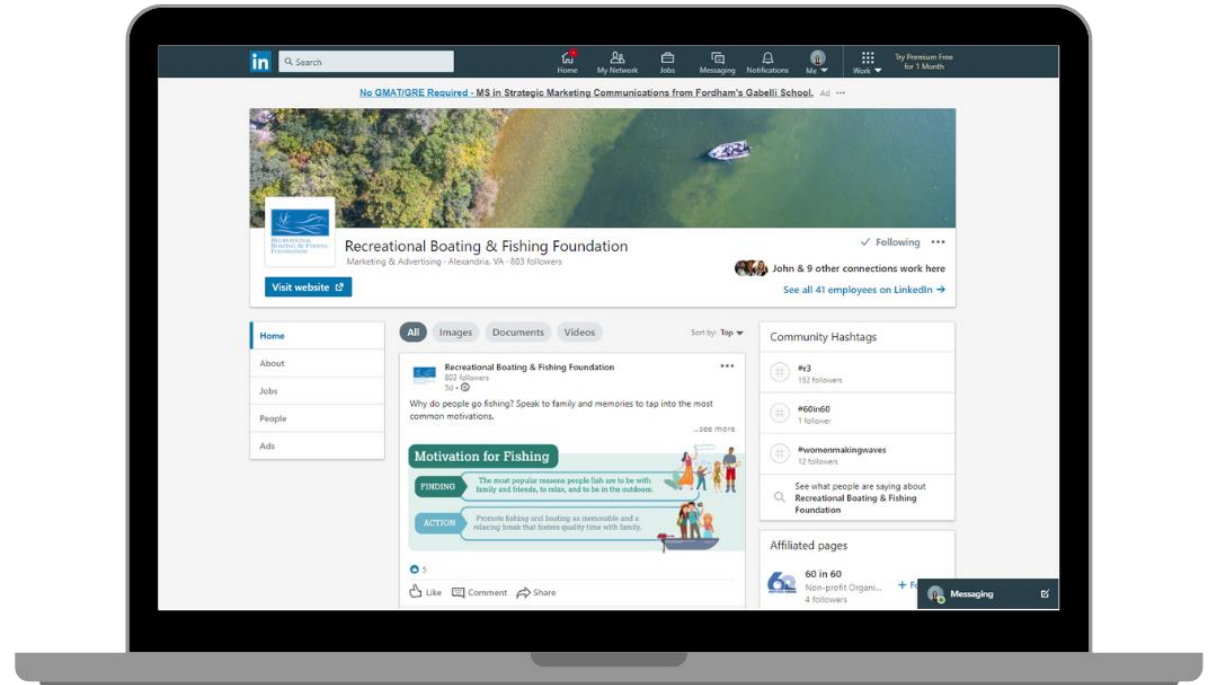 in
Search
Home
My Network
Jobs
Messaging
Notifications
Me
Work
Try Premium Free
for 1 Month
No GMAT/GRE Required - MS in Strategic Marketing Communications from Fordham's Gabelli School. Ad ...
RECREATIONAL
BOATING & FISHING
FOUNDATION
Recreational Boating & Fishing Foundation
Marketing & Advertising · Alexandria, VA · 803 followers
Following
John & 9 other connections work here
Visit website
See all 41 employees on LinkedIn →
Home
About
Jobs
People
Ads
All
Images
Documents
Videos
Sort by: Top
Recreational Boating & Fishing Foundation
803 followers
5d •
Why do people go fishing? Speak to family and memories to tap into the most
common motivations.
...see more
Motivation for Fishing
FINDING
The most popular reasons people fish are to be with
family and friends, to relax, and to be in the outdoors.
ACTION
Promote fishing and boating as memorable and a
relaxing break that fosters quality time with family.
5
Like
Comment
Share
Community Hashtags
#r3
152 followers
#60in60
1 follower
#womenmakingwaves
12 followers
See what people are saying about
Recreational Boating & Fishing
Foundation
Affiliated pages
60 in 60
Non-profit Organi...
4 followers
+ F
Messaging